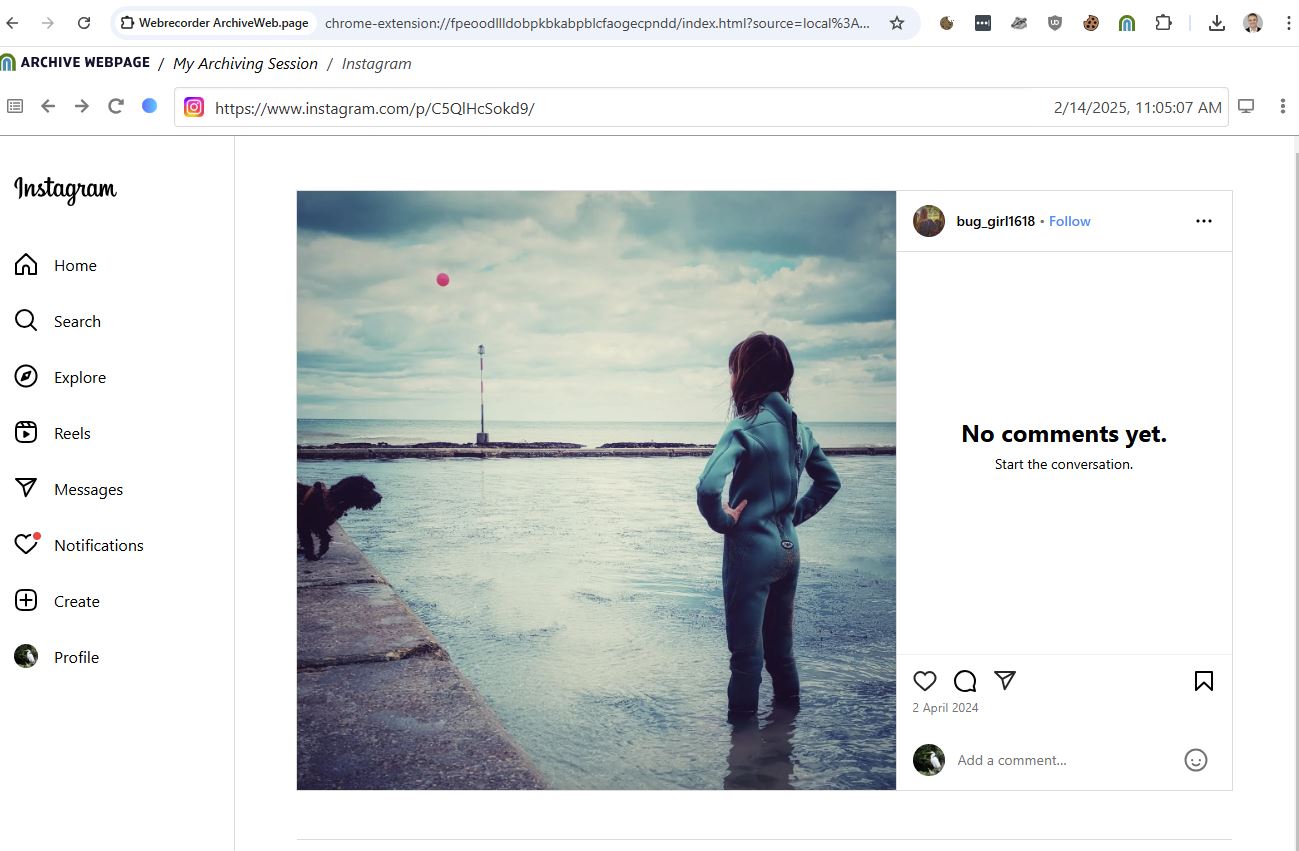 Webrecorder ArchiveWeb.page
chrome-extension://fpeoodllldobpkbkabpblcfaogecpndd/index.html?source=local%3A...
ARCHIVE WEBPAGE / My Archiving Session / Instagram
https://www.instagram.com/p/C5QlHcSokd9/
2/14/2025, 11:05:07 AM
Instagram
Home
Search
Explore
Reels
Messages
Notifications
Create
Profile
bug_girl1618 • Follow
No comments yet.
Start the conversation.
2 April 2024
Add a comment...